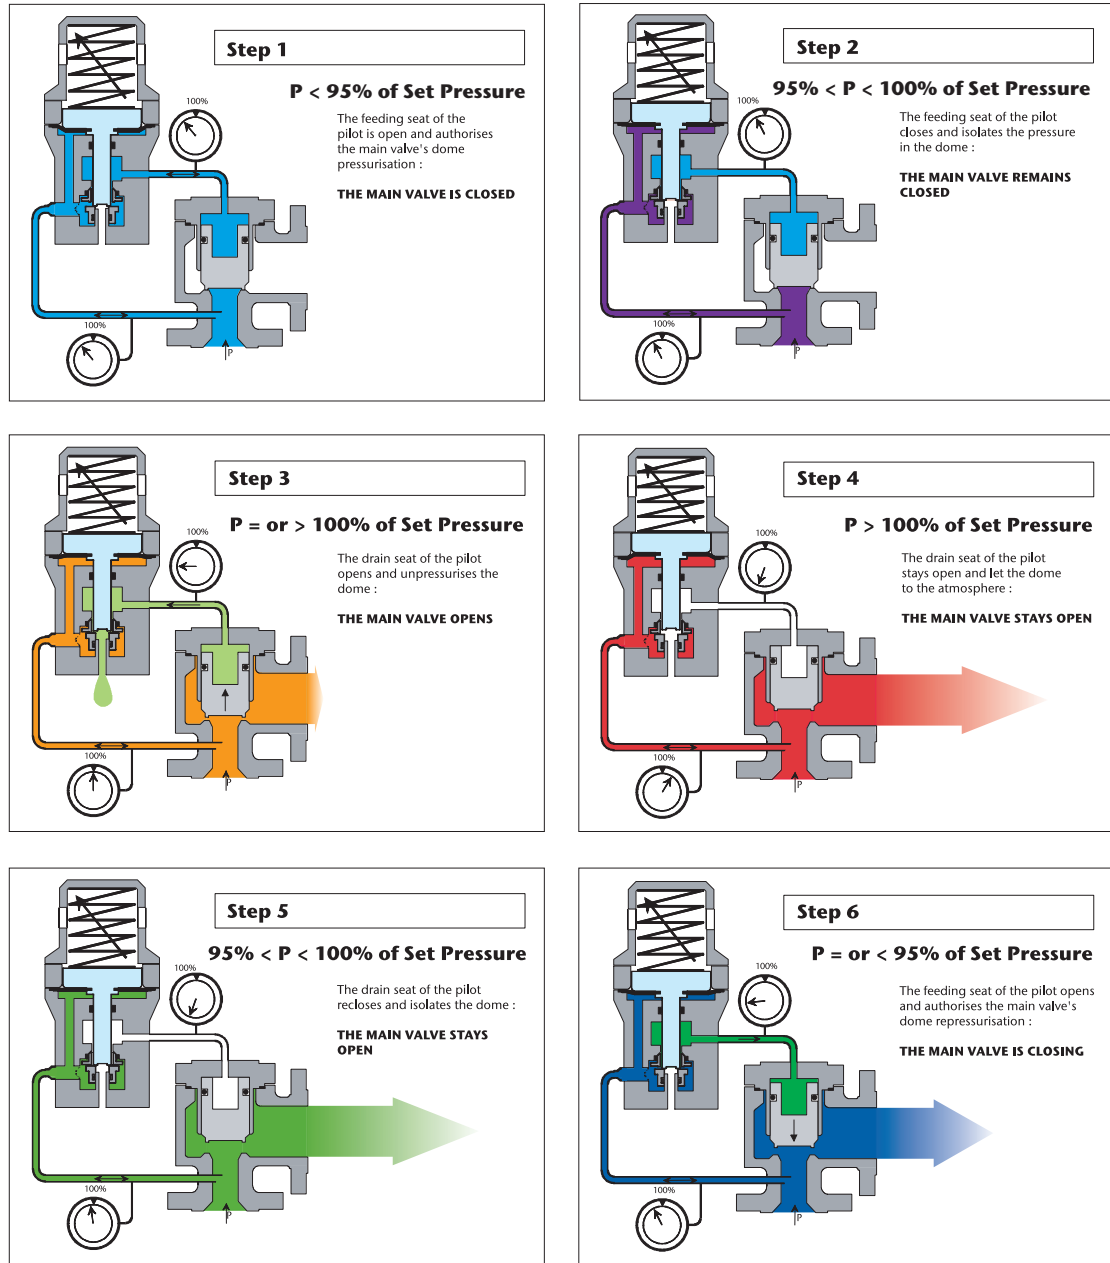 Step 1
P < 95% of Set Pressure
100%
The feeding seat of the
pilot is open and authorises
the main valve's dome
pressurisation :
THE MAIN VALVE IS CLOSED
100%
P
Step 2
95% < P < 100% of Set Pressure
100%
The feeding seat of the pilot
closes and isolates the pressure
in the dome :
THE MAIN VALVE REMAINS
CLOSED
100%
P
Step 3
P = or > 100% of Set Pressure
100%
The drain seat of the pilot
opens and unpressurises the
dome :
THE MAIN VALVE OPENS
100%
P
Step 4
P > 100% of Set Pressure
100%
The drain seat of the pilot
stays open and let the dome
to the atmosphere :
THE MAIN VALVE STAYS OPEN
100%
P
Step 5
95% < P < 100% of Set Pressure
100%
The drain seat of the pilot
recloses and isolates the dome :
THE MAIN VALVE STAYS
OPEN
100%
P
Step 6
P = or < 95% of Set Pressure
100%
The feeding seat of the pilot opens
and authorises the main valve's
dome repressurisation :
THE MAIN VALVE IS CLOSING
100%
P